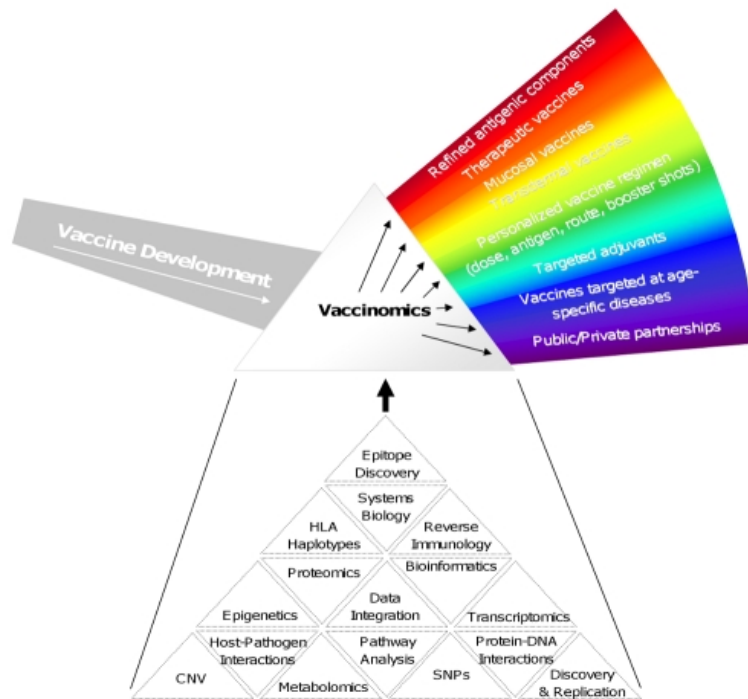 Refined antigenic components
Therapeutic vaccines
Mucosal vaccines
Transdermal vaccines
Personalized vaccine regimen
(dose, antigen, route, booster shots)
Targeted adjuvants
Vaccines targeted at age-
specific diseases
Public/Private partnerships
Vaccine Development
Vaccinomics
Epitope
Discovery
Systems
Biology
HLA
Haplotypes
Reverse
Immunology
Proteomics
Bioinformatics
Epigenetics
Data
Integration
Transcriptomics
CNV
Host-Pathogen
Interactions
Metabolomics
Pathway
Analysis
SNPs
Protein-DNA
Interactions
Discovery
& Replication